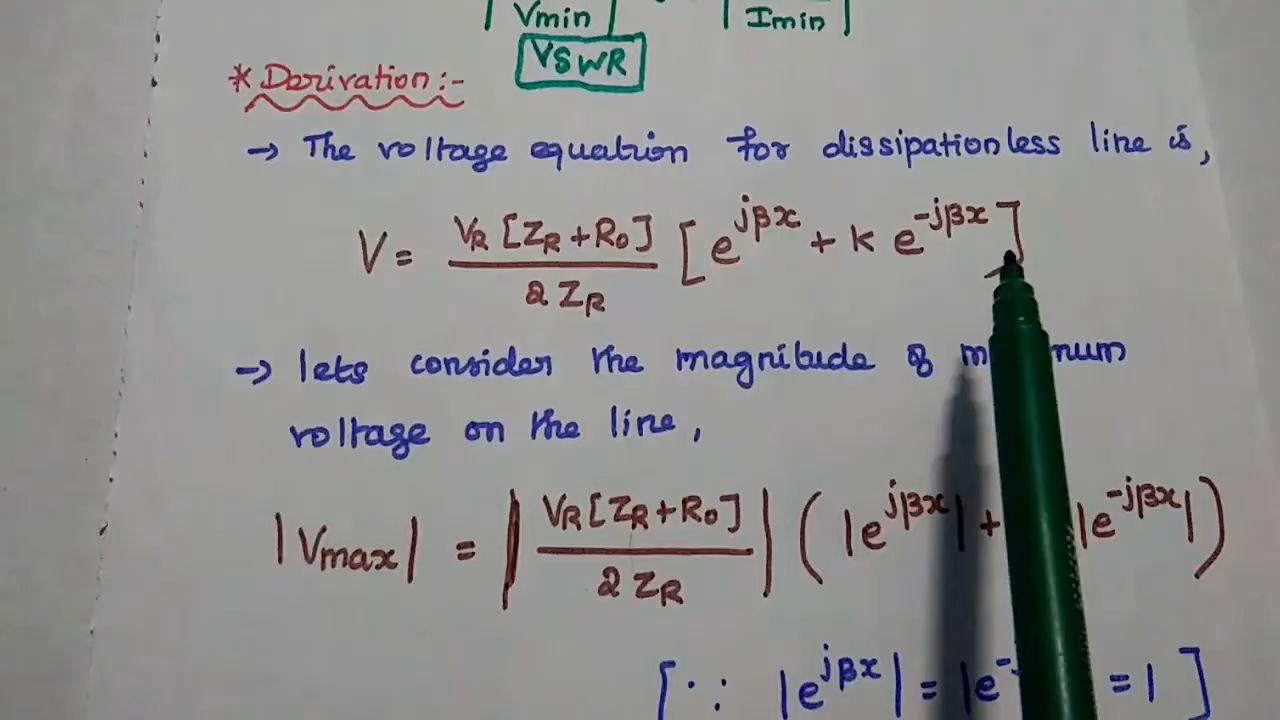 |Vmin| |Imin|
VSWR
* Derivation :-
→ The voltage equation for dissipationless line is,
V = VR [ZR + R0] / 2 ZR [e^jβx + k e^-jβx]
→ lets consider the magnitude of
voltage on the line,
|Vmax| = | VR [ZR + R0] / 2 ZR | ( |e^jβx| + |e^-jβx| )
[ ∵ |e^jβx| = |e^- = 1 ]